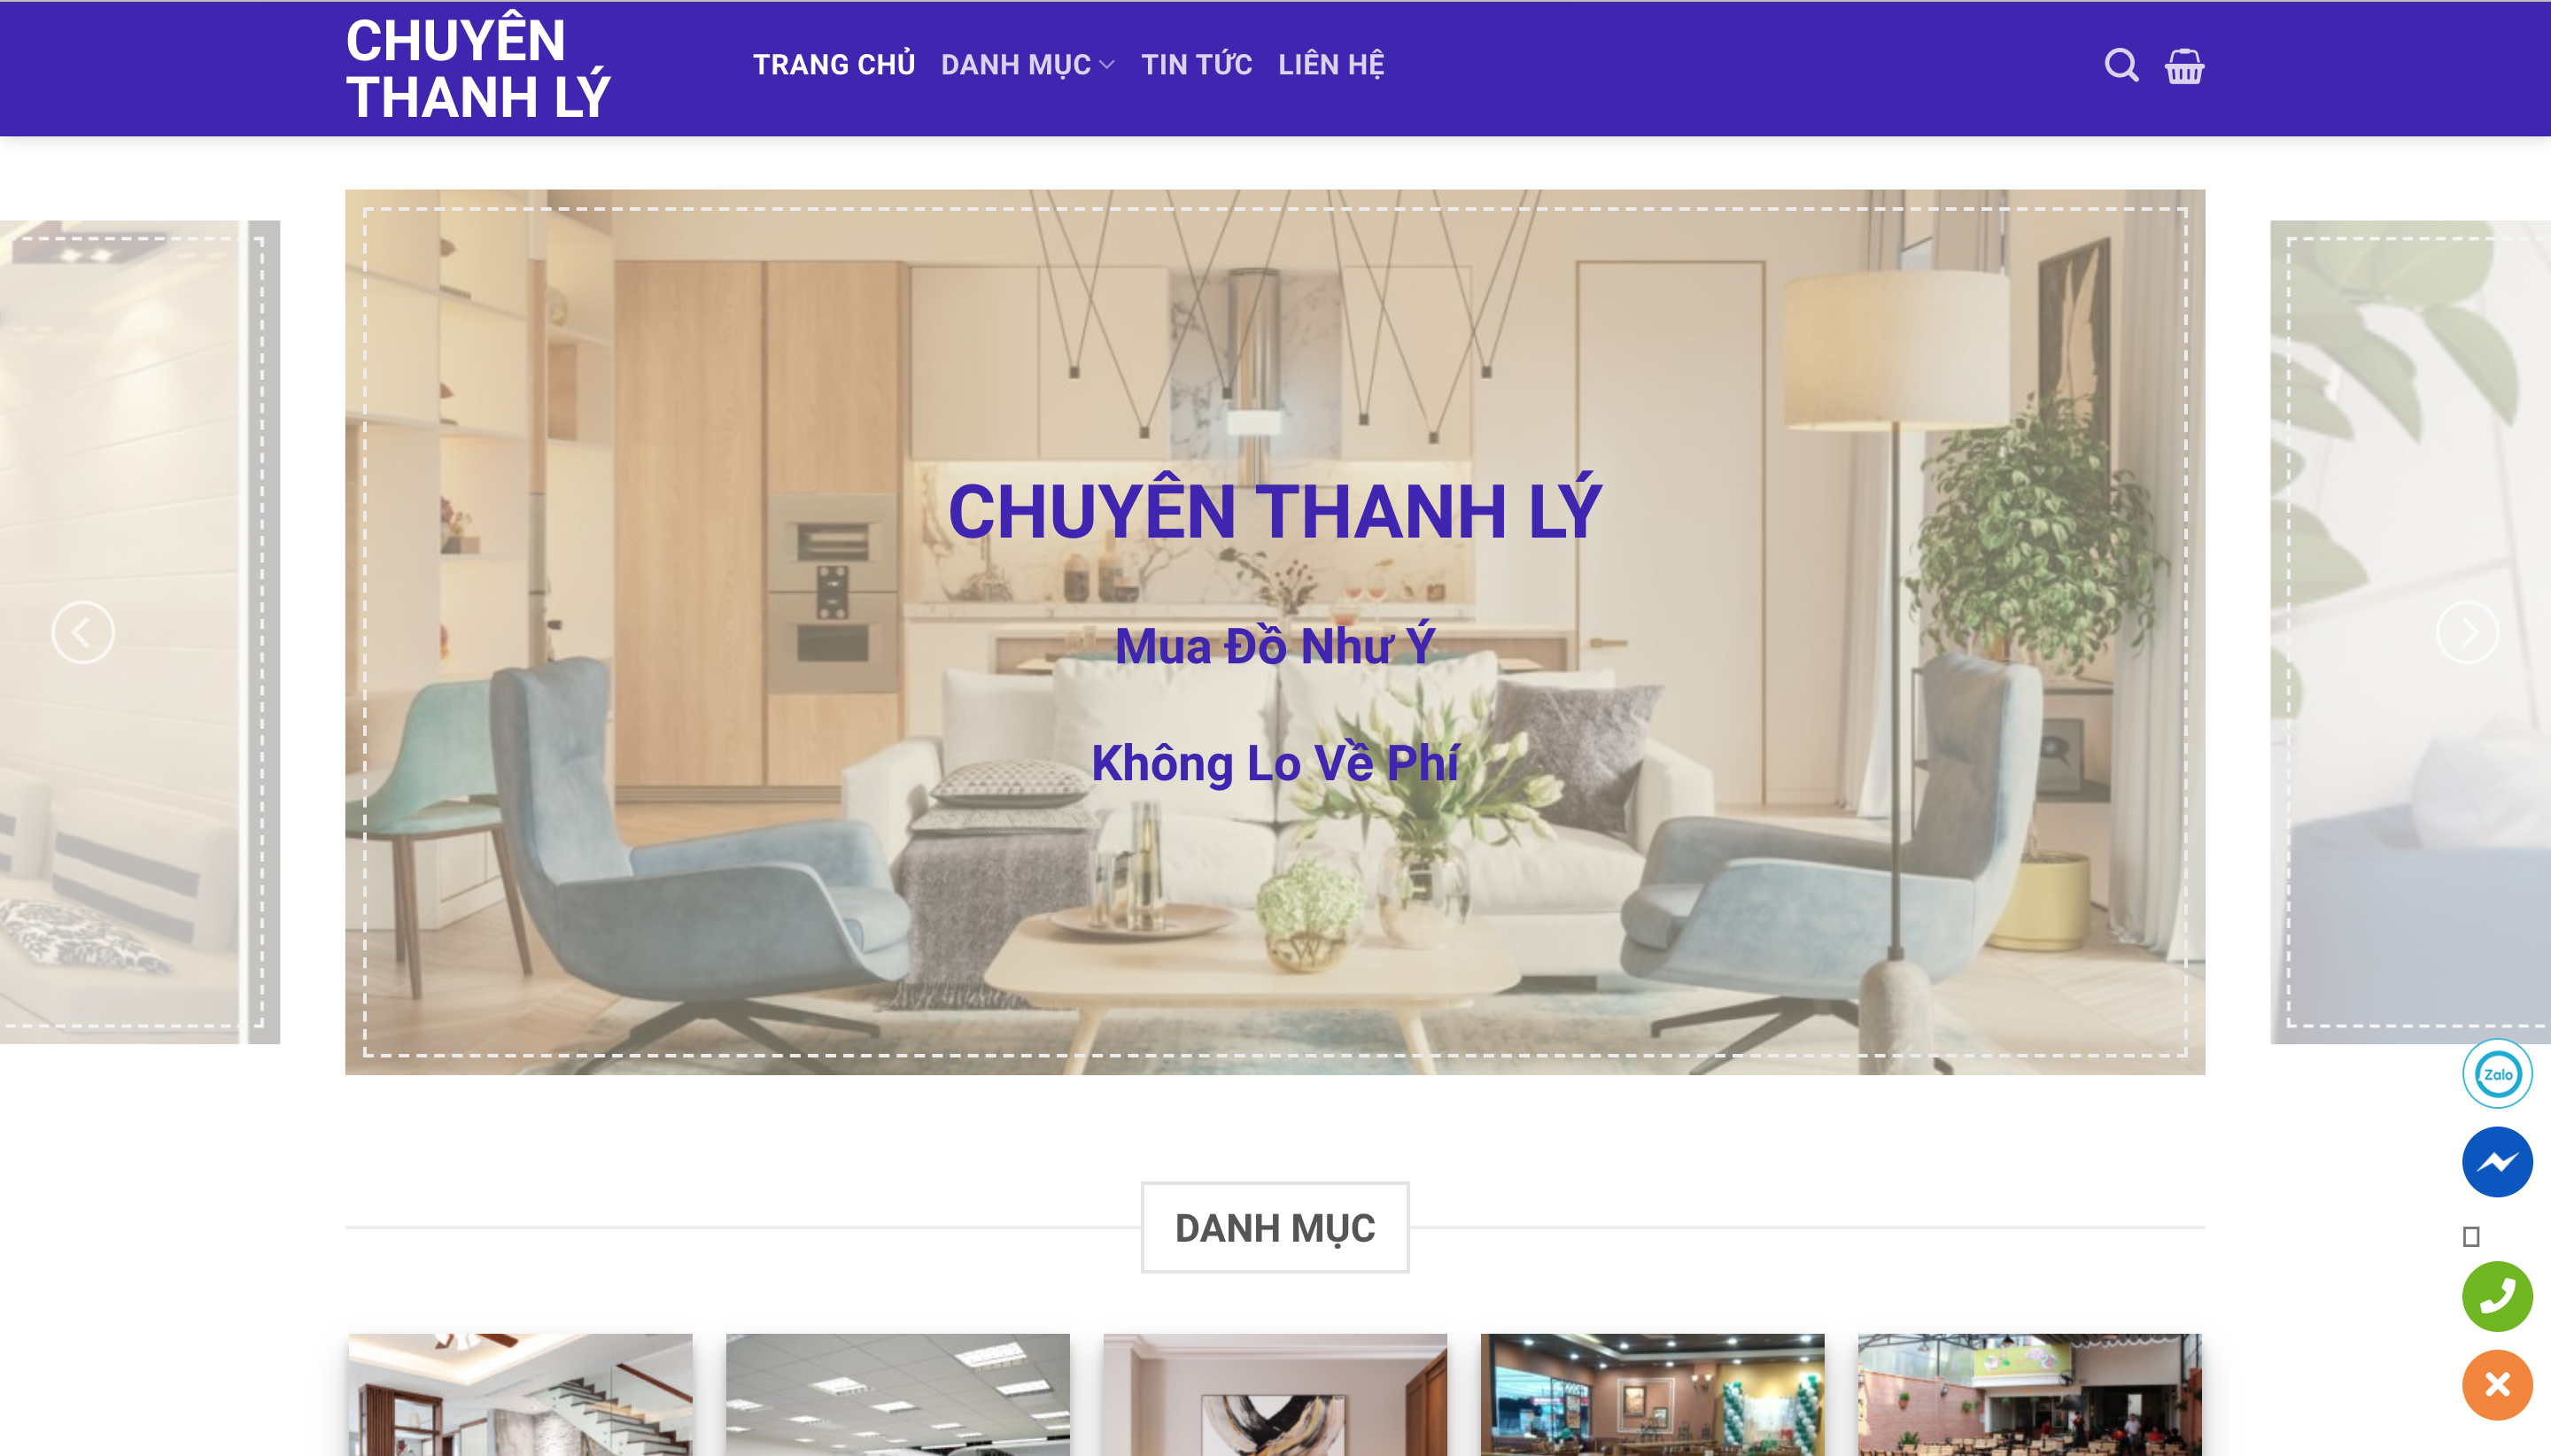 CHUYÊN
THANH LÝ
TRANG CHỦ DANH MỤC TIN TỨC LIÊN HỆ
CHUYÊN THANH LÝ
Mua Đồ Như Ý
Không Lo Về Phí
Zalo
DANH MỤC